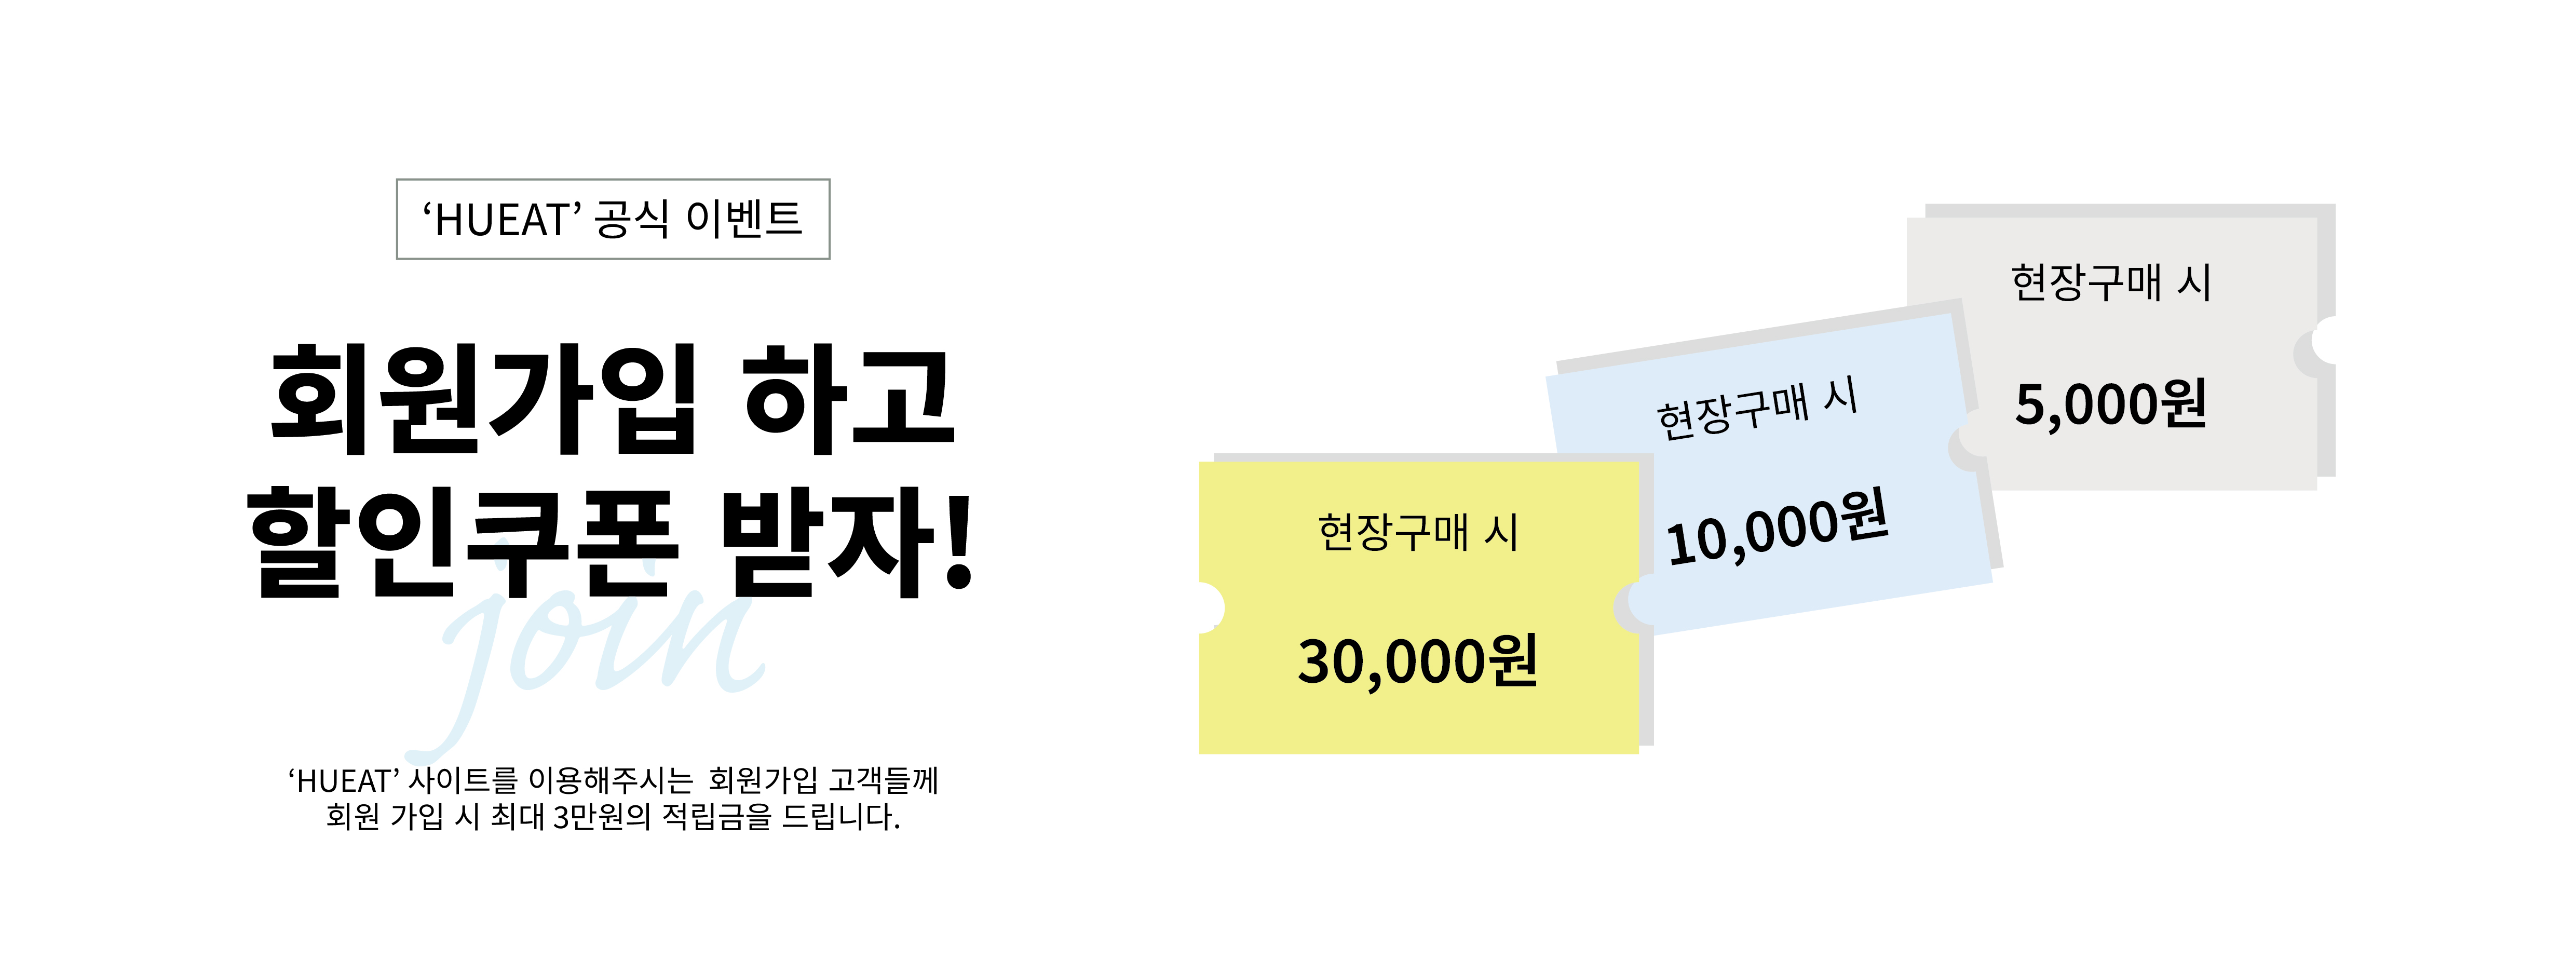 ‘HUEAT’ 공식 이벤트
회원가입 하고
할인쿠폰 받자!
join
‘HUEAT’ 사이트를 이용해주시는 회원가입 고객들께
회원 가입 시 최대 3만원의 적립금을 드립니다.
현장구매 시
30,000원
현장구매 시
10,000원
현장구매 시
5,000원